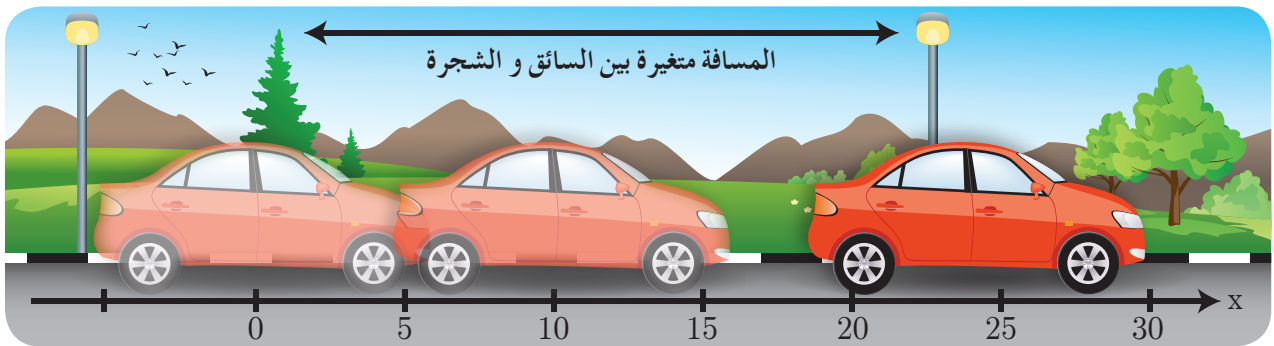 المسافة متغيرة بين السائق و الشجرة
0 5 10 15 20 25 30 x